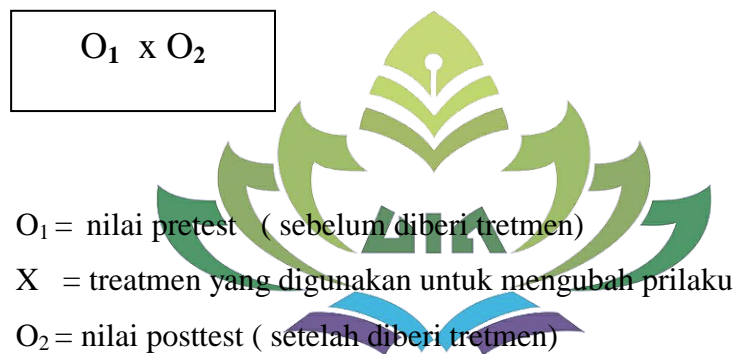 O₁ x O₂
O₁ = nilai pretest ( sebelum diberi tretmen)
X = treatmen yang digunakan untuk mengubah prilaku
O₂ = nilai posttest ( setelah diberi tretmen)
UIN